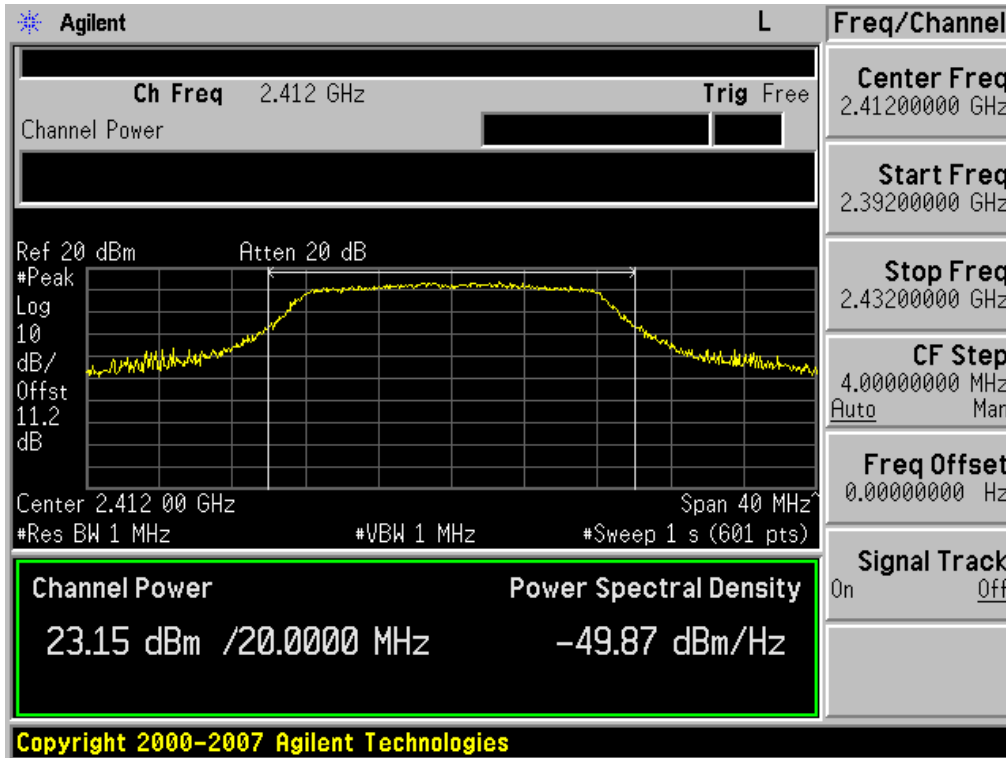 Agilent L
Freq/Channel
Ch Freq 2.412 GHz Trig Free
Channel Power
Center Freq
2.41200000 GHz
Start Freq
2.39200000 GHz
Stop Freq
2.43200000 GHz
CF Step
4.00000000 MHz
Auto Man
Freq Offset
0.00000000 Hz
Signal Track
On Off
Ref 20 dBm Atten 20 dB
#Peak
Log
10
dB/
Offst
11.2
dB
Center 2.412 00 GHz Span 40 MHz^
#Res BW 1 MHz #VBW 1 MHz #Sweep 1 s (601 pts)
Channel Power Power Spectral Density
23.15 dBm /20.0000 MHz -49.87 dBm/Hz
Copyright 2000-2007 Agilent Technologies